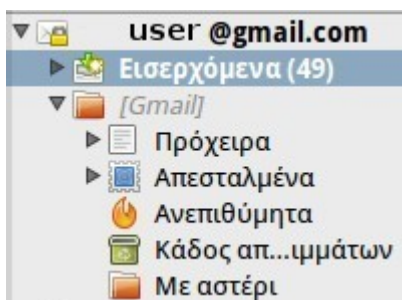 user @gmail.com
Εισερχόμενα (49)
[Gmail]
Πρόχειρα
Απεσταλμένα
Ανεπιθύμητα
Κάδος απ...ιμμάτων
Με αστέρι